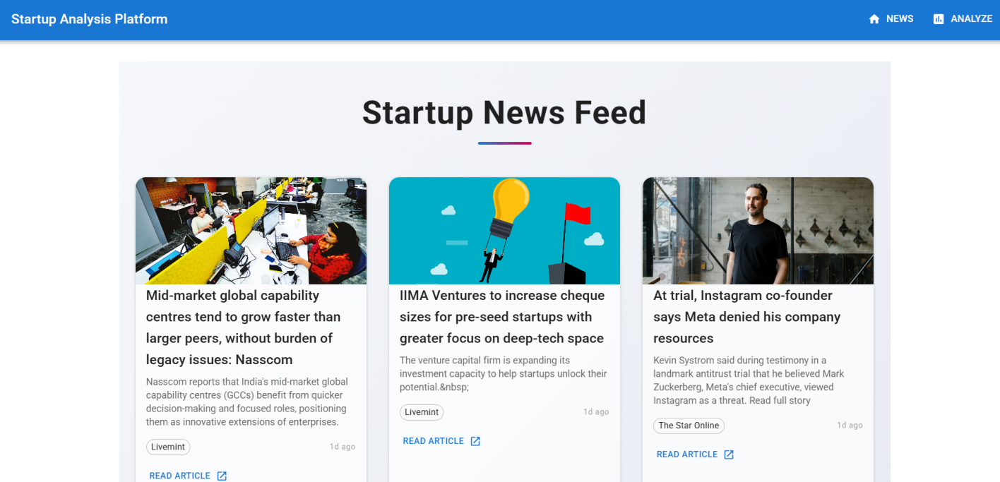 Startup Analysis Platform
NEWS
ANALYZE
Startup News Feed
Mid-market global capability
centres tend to grow faster than
larger peers, without burden of
legacy issues: Nasscom
Nasscom reports that India's mid-market global
capability centres (GCCs) benefit from quicker
decision-making and focused roles, positioning
them as innovative extensions of enterprises.
Livemint
1d ago
READ ARTICLE
IIMA Ventures to increase cheque
sizes for pre-seed startups with
greater focus on deep-tech space
The venture capital firm is expanding its
investment capacity to help startups unlock their
potential.&nbsp;
Livemint
1d ago
READ ARTICLE
At trial, Instagram co-founder
says Meta denied his company
resources
Kevin Systrom said during testimony in a
landmark antitrust trial that he believed Mark
Zuckerberg, Meta's chief executive, viewed
Instagram as a threat. Read full story
The Star Online
1d ago
READ ARTICLE